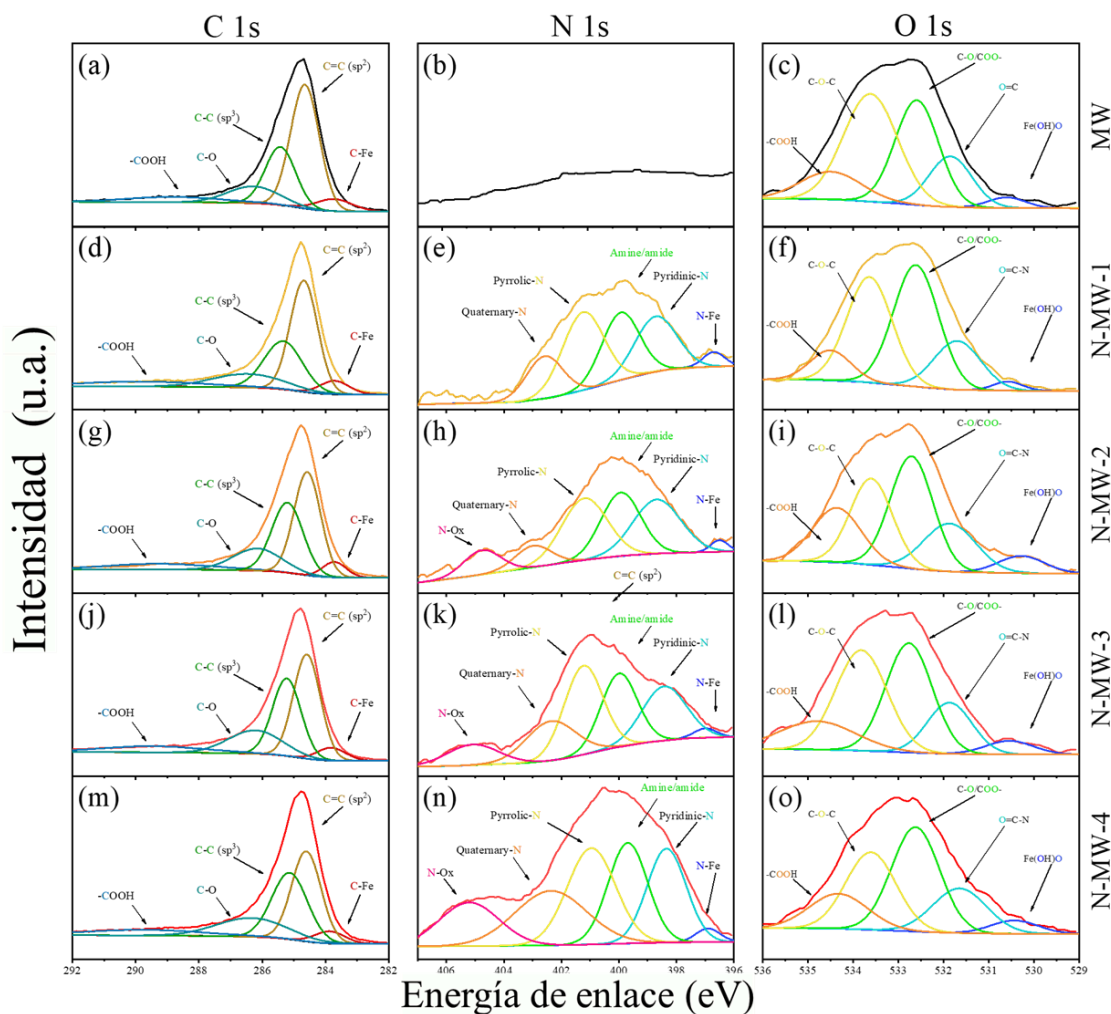 C 1s
N 1s
O 1s
(a)
C=C (sp²)
C-C (sp³)
-COOH
C-O
C-Fe
(b)
(c)
C-O/COO-
C-O-C
O=C
-COOH
Fe(OH)O
MW
(d)
C=C (sp²)
C-C (sp³)
-COOH
C-O
C-Fe
(e)
Amine/amide
Pyrrolic-N
Pyridinic-N
Quaternary-N
N-Fe
(f)
C-O/COO-
C-O-C
O=C-N
-COOH
Fe(OH)O
N-MW-1
(g)
C=C (sp²)
C-C (sp³)
-COOH
C-O
C-Fe
(h)
Amine/amide
Pyrrolic-N
Pyridinic-N
Quaternary-N
N-Ox
N-Fe
(i)
C-O/COO-
C-O-C
O=C-N
-COOH
Fe(OH)O
N-MW-2
C=C (sp²)
(j)
C=C (sp²)
C-C (sp³)
-COOH
C-O
C-Fe
(k)
Amine/amide
Pyrrolic-N
Pyridinic-N
Quaternary-N
N-Ox
N-Fe
(l)
C-O/COO-
C-O-C
O=C-N
-COOH
Fe(OH)O
N-MW-3
(m)
C=C (sp²)
C-C (sp³)
-COOH
C-O
C-Fe
(n)
Amine/amide
Pyrrolic-N
Pyridinic-N
Quaternary-N
N-Ox
N-Fe
(o)
C-O/COO-
C-O-C
O=C-N
-COOH
Fe(OH)O
N-MW-4
Intensidad (u.a.)
292 290 288 286 284 282
406 404 402 400 398 396
536 535 534 533 532 531 530 529
Energía de enlace (eV)